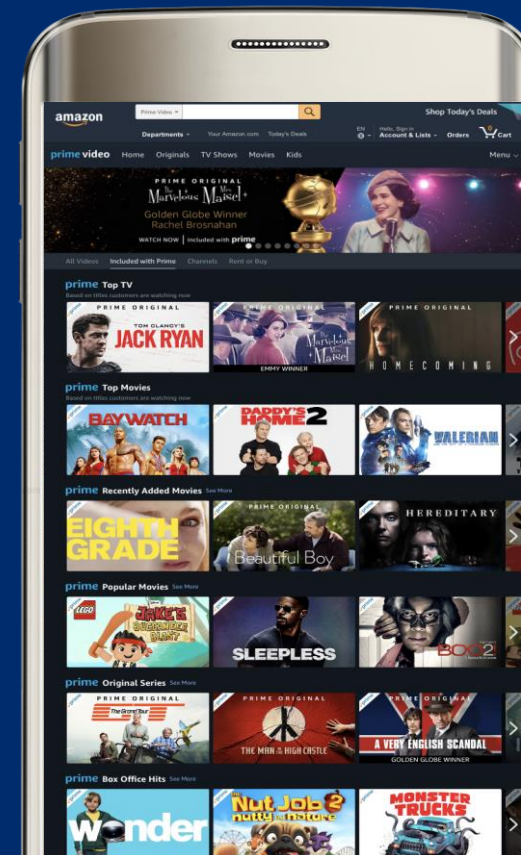 amazon
Prime Video
Shop Today's Deals
Departments
Your Amazon.com
Today's Deals
EN
Hello, Sign in
Account & Lists
Orders
0
Cart
prime video
Home
Originals
TV Shows
Movies
Kids
Menu
PRIME ORIGINAL
The
Marvelous Mrs.
Maisel
Golden Globe Winner
Rachel Brosnahan
WATCH NOW | Included with prime
All Videos
Included with Prime
Channels
Rent or Buy
prime Top TV
Based on titles customers are watching now
PRIME ORIGINAL
TOM CLANCY'S
JACK RYAN
PRIME ORIGINAL
Marvelous
Mrs.
Maisel
EMMY WINNER
PRIME ORIGINAL
HOMECOMING
prime Top Movies
Based on titles customers are watching now
BAYWATCH
DADDY'S
HOME 2
VALERIAN
prime Recently Added Movies See More
EIGHTH
GRADE
PRIME ORIGINAL
Beautiful Boy
HEREDITARY
prime Popular Movies See More
LEGO
JAKE'S
BUCCANEER
BLAST
SLEEPLESS
BOO 2!
prime Original Series See More
PRIME ORIGINAL
The Grand Tour
GT
PRIME ORIGINAL
THE MAN IN THE HIGH CASTLE
PRIME ORIGINAL
A VERY ENGLISH SCANDAL
GOLDEN GLOBE WINNER
prime Box Office Hits See More
wonder
Nut Job 2
nutty by nature
MONSTER
TRUCKS